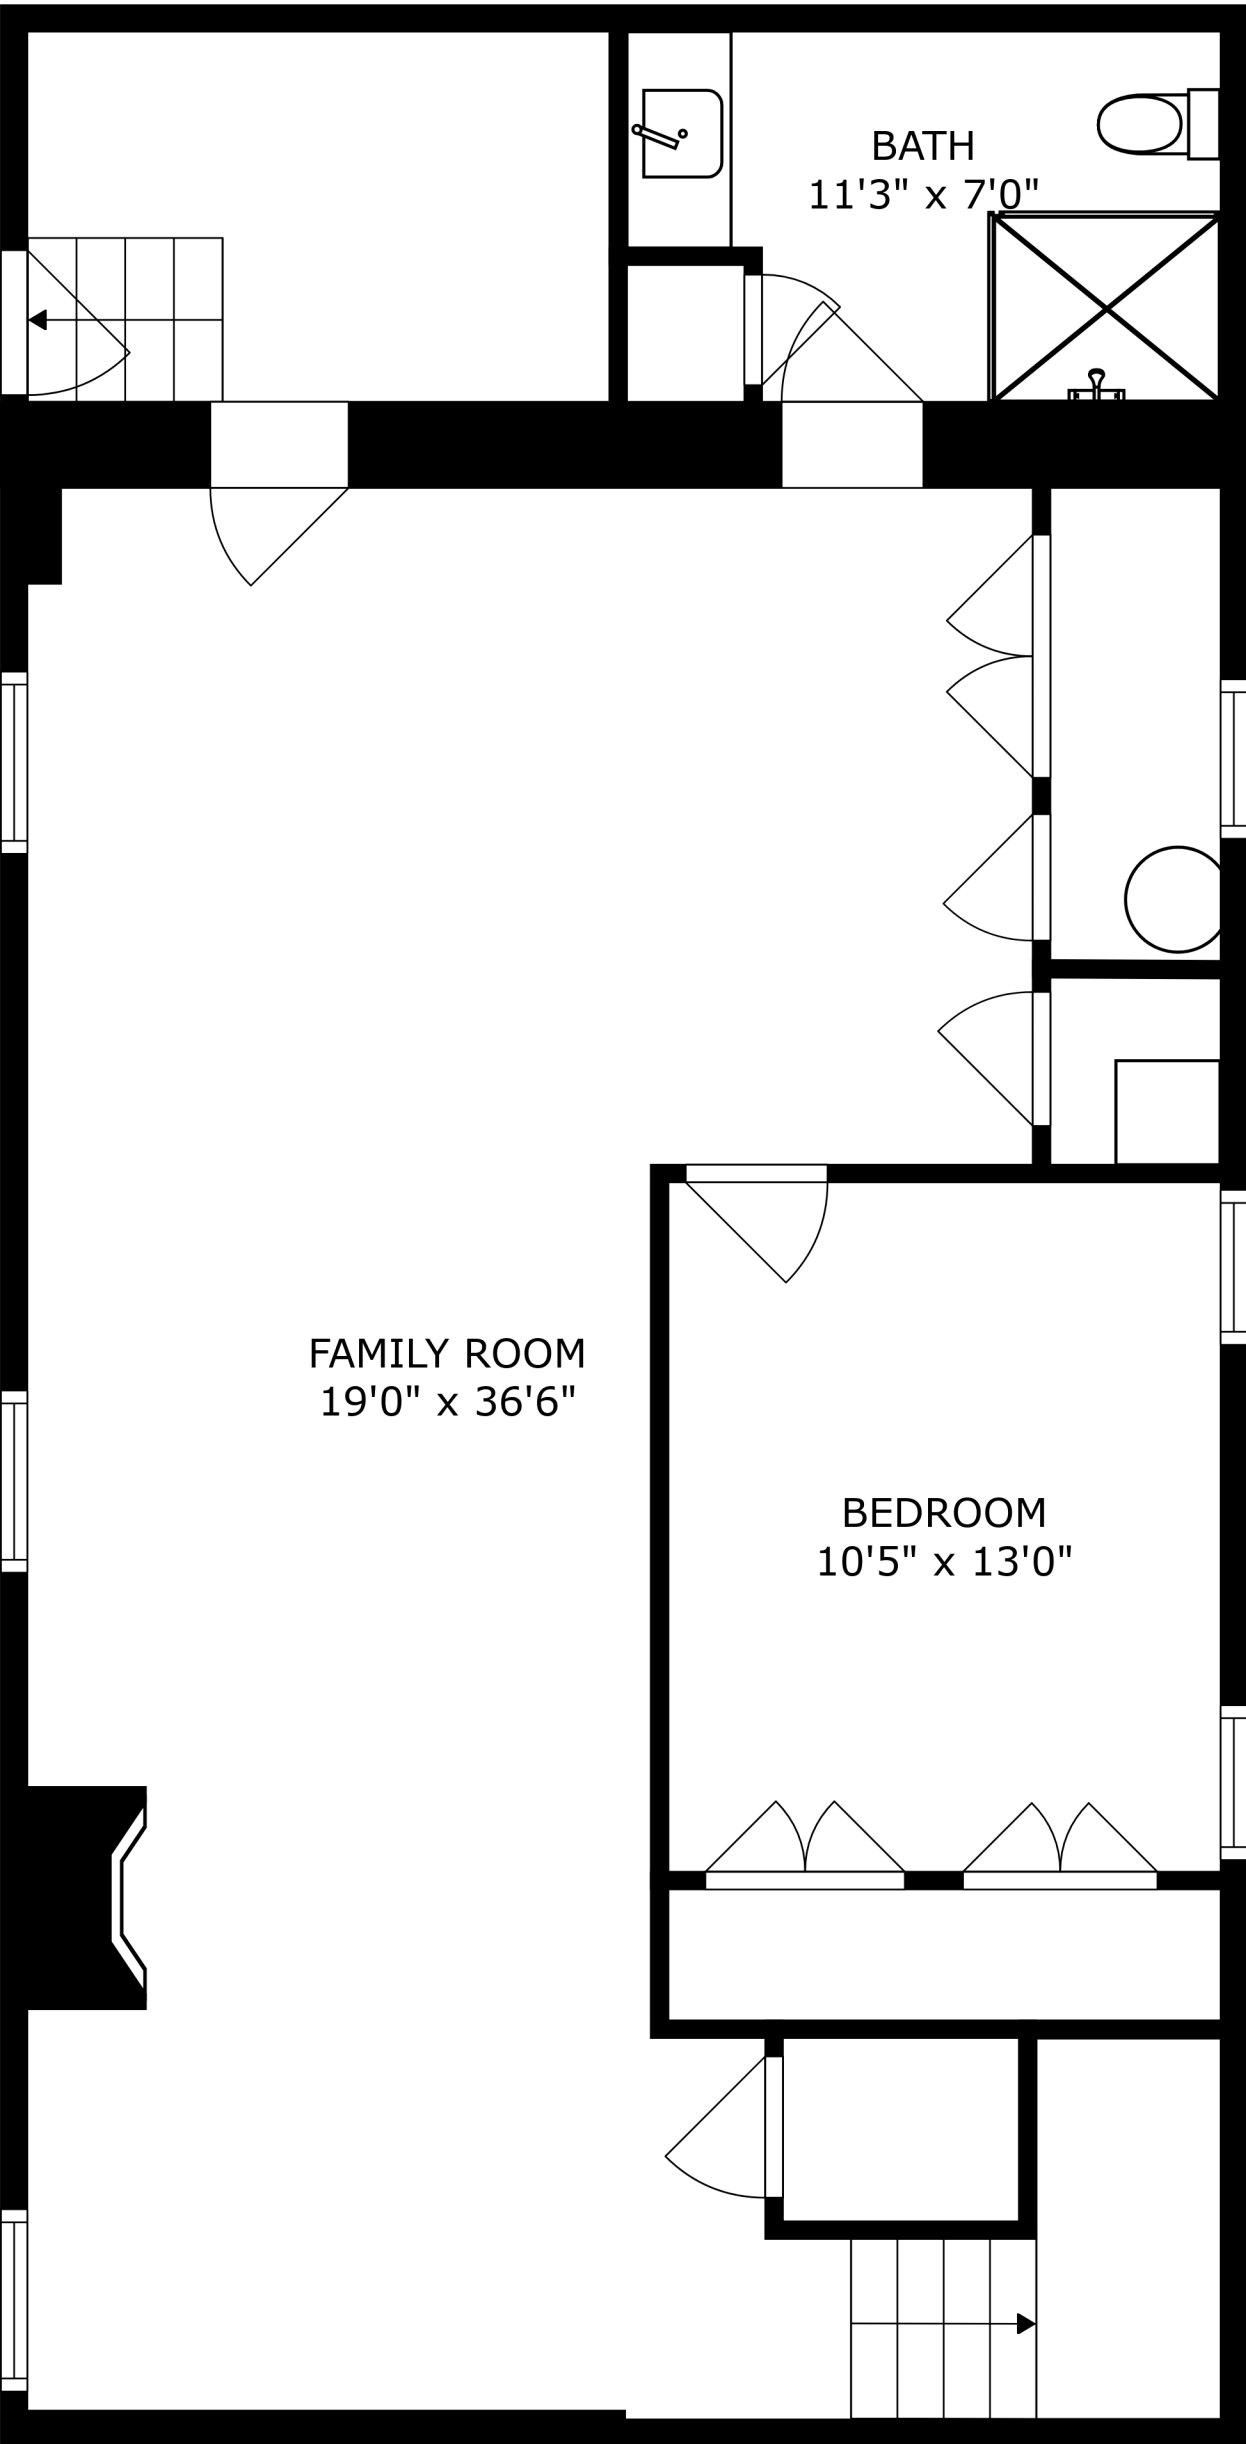 BATH
11'3" x 7'0"
FAMILY ROOM
19'0" x 36'6"
BEDROOM
10'5" x 13'0"